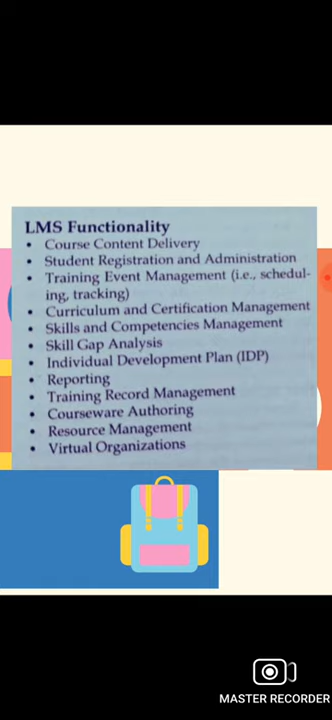 LMS Functionality
• Course Content Delivery
• Student Registration and Administration
• Training Event Management (i.e., schedul-
ing, tracking)
• Curriculum and Certification Management
• Skills and Competencies Management
• Skill Gap Analysis
• Individual Development Plan (IDP)
• Reporting
• Training Record Management
• Courseware Authoring
• Resource Management
• Virtual Organizations
MASTER RECORDER